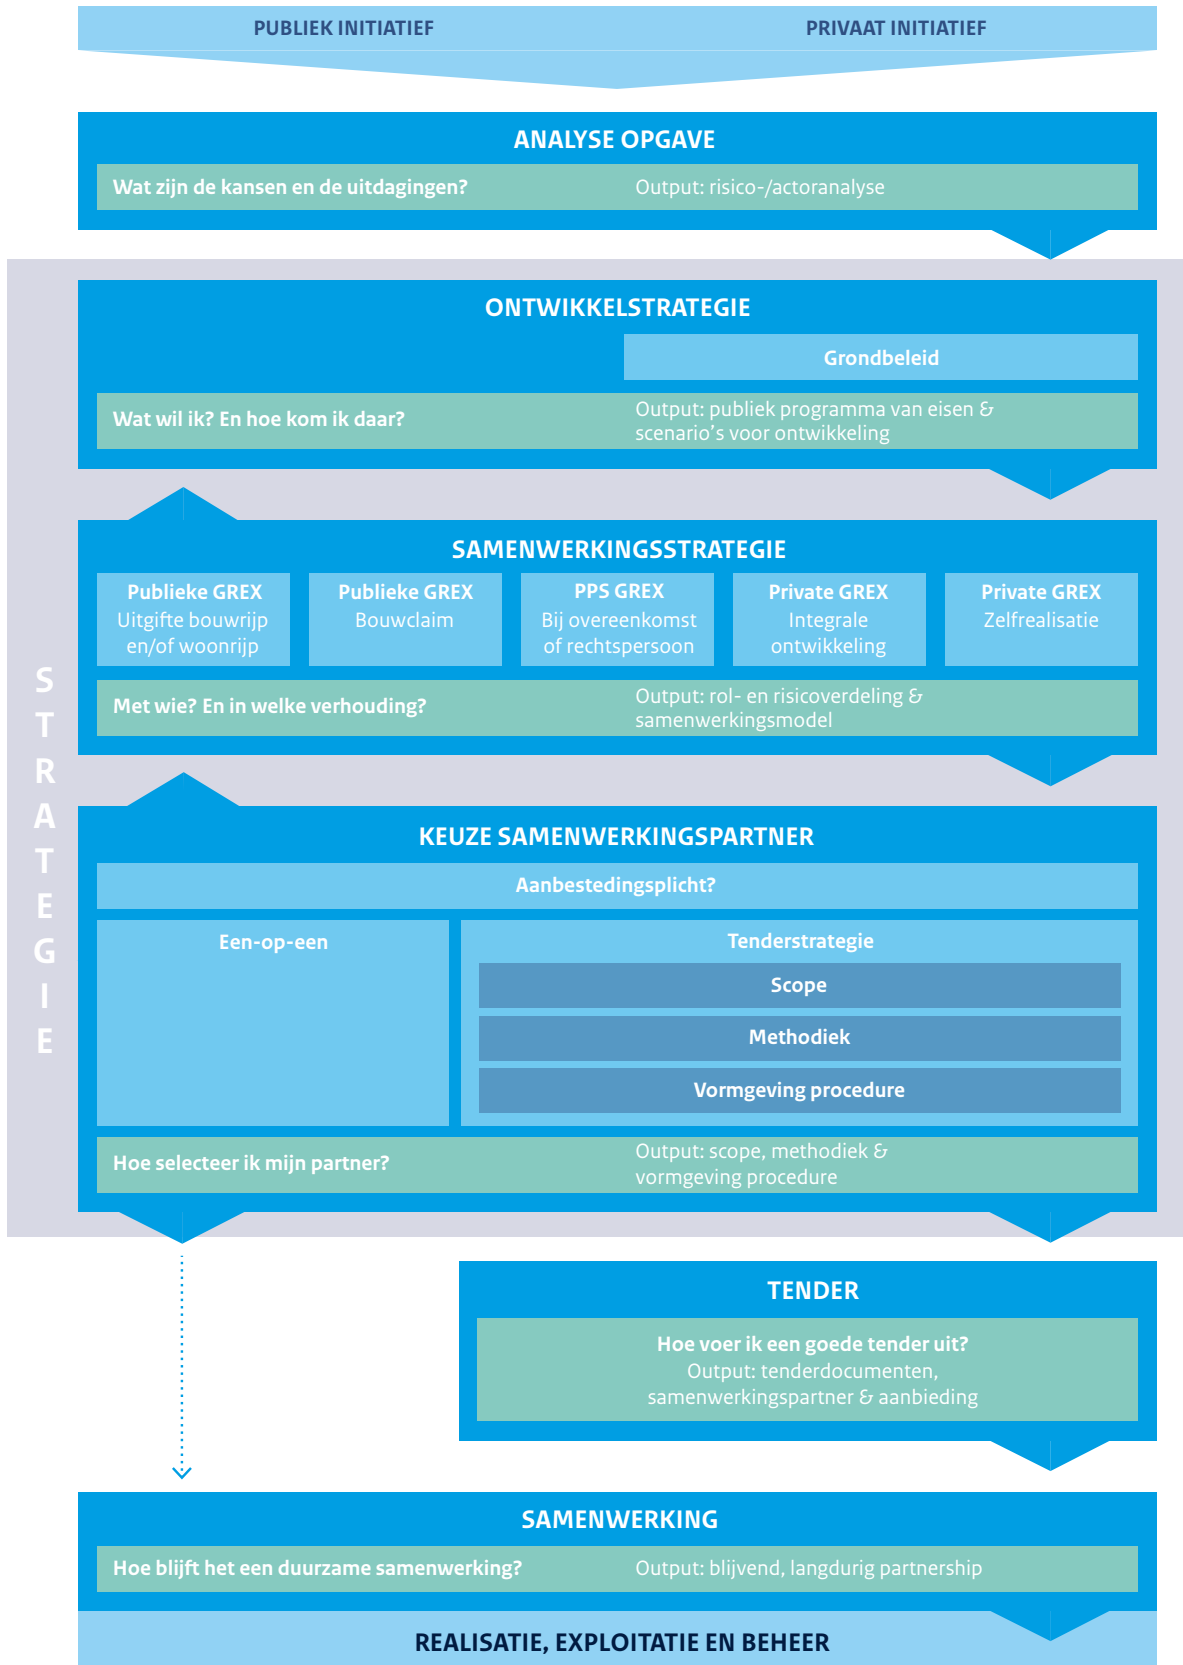 PUBLIEK INITIATIEF
PRIVAAT INITIATIEF
ANALYSE OPGAVE
Wat zijn de kansen en de uitdagingen?
Output: risico-/actoranalyse
STRATEGIE
ONTWIKKELSTRATEGIE
Grondbeleid
Wat wil ik? En hoe kom ik daar?
Output: publiek programma van eisen &
scenario's voor ontwikkeling
SAMENWERKINGSSTRATEGIE
Publieke GREX
Uitgifte bouwrijp
en/of woonrijp
Publieke GREX
Bouwclaim
PPS GREX
Bij overeenkomst
of rechtspersoon
Private GREX
Integrale
ontwikkeling
Private GREX
Zelfrealisatie
Met wie? En in welke verhouding?
Output: rol- en risicoverdeling &
samenwerkingsmodel
KEUZE SAMENWERKINGSPARTNER
Aanbestedingsplicht?
Een-op-een
Tenderstrategie
Scope
Methodiek
Vormgeving procedure
Hoe selecteer ik mijn partner?
Output: scope, methodiek &
vormgeving procedure
TENDER
Hoe voer ik een goede tender uit?
Output: tenderdocumenten,
samenwerkingspartner & aanbieding
SAMENWERKING
Hoe blijft het een duurzame samenwerking?
Output: blijvend, langdurig partnership
REALISATIE, EXPLOITATIE EN BEHEER